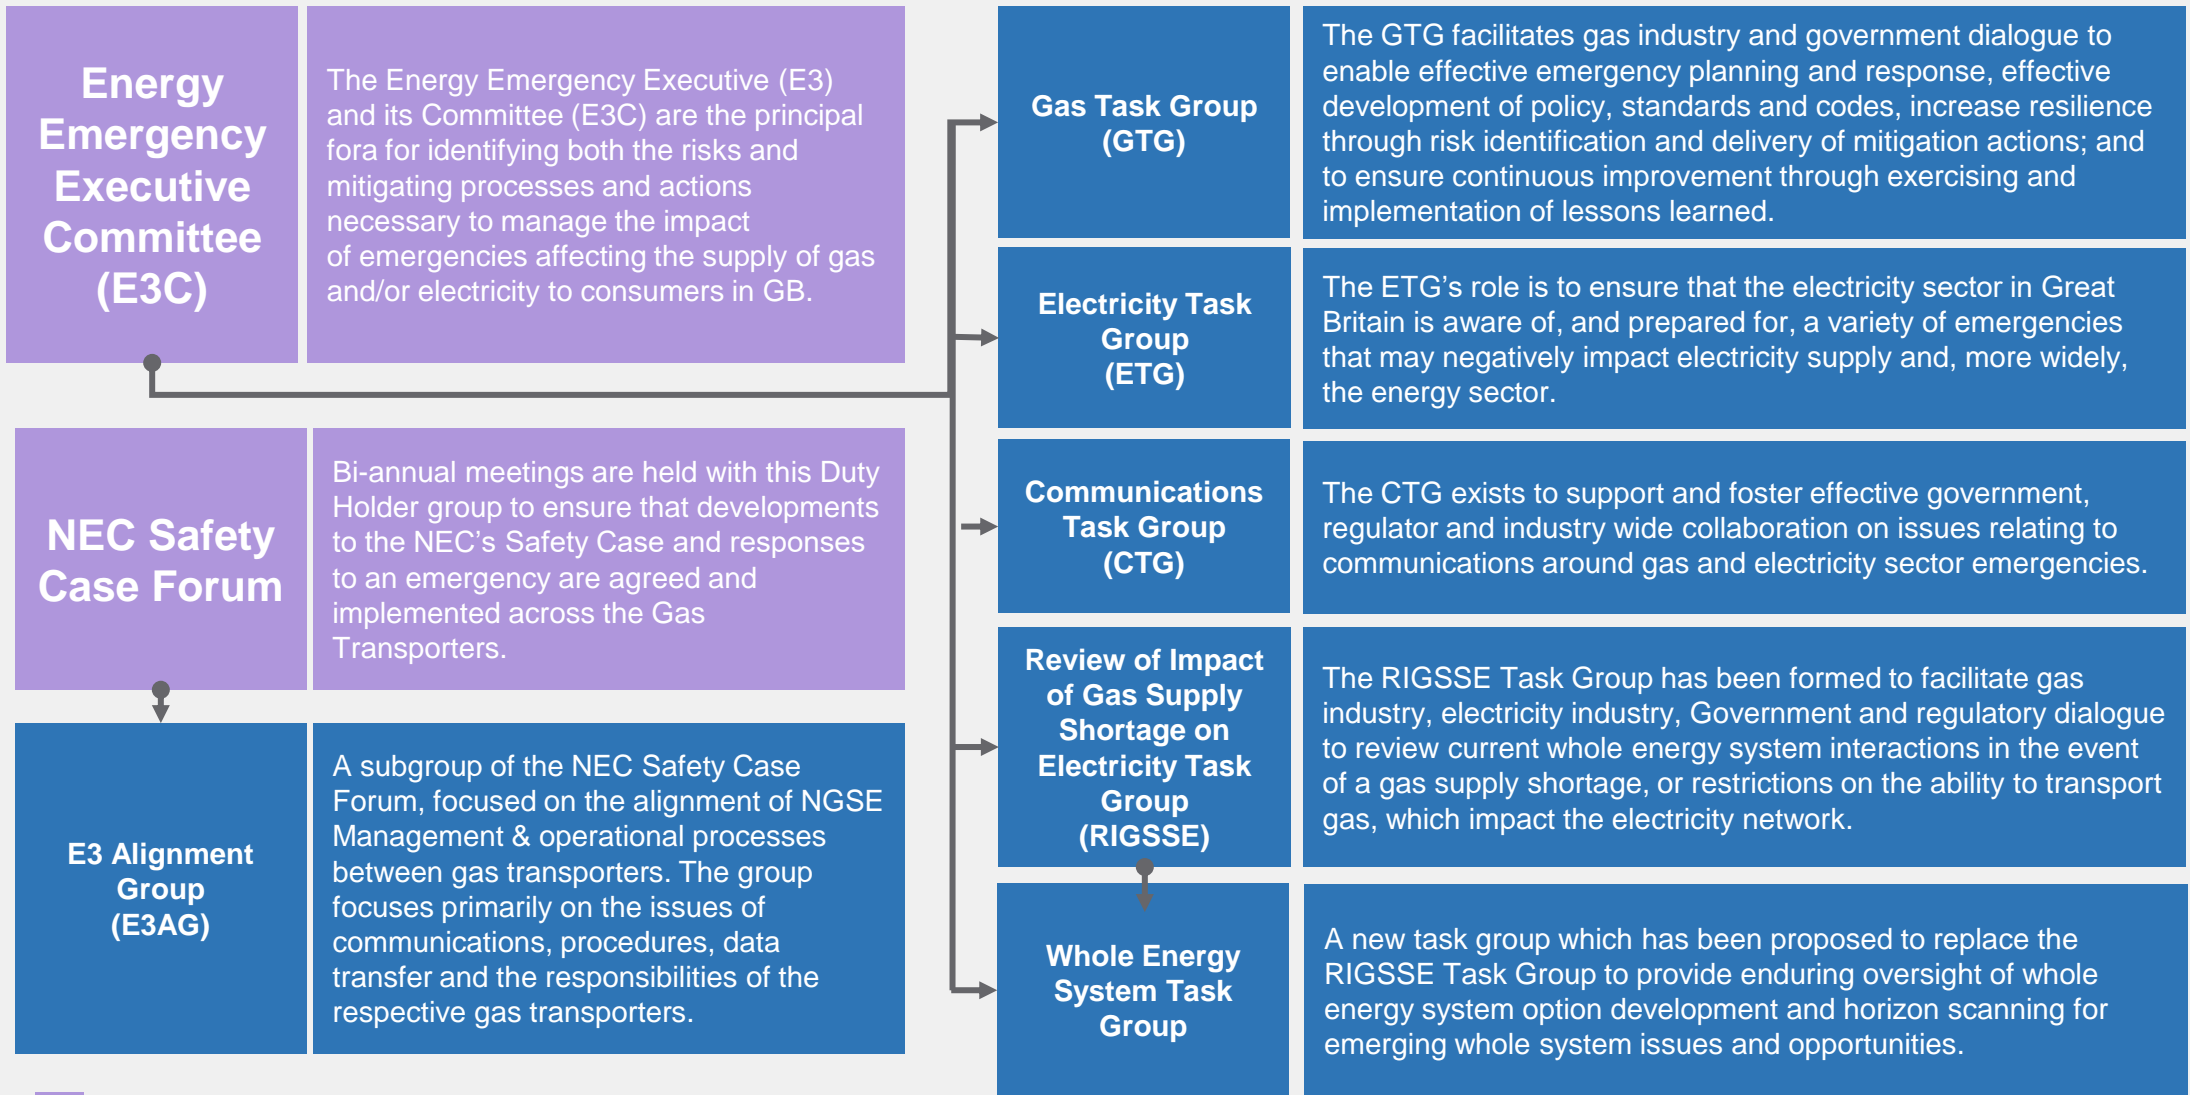 Energy
Emergency
Executive
Committee
(E3C)
The Energy Emergency Executive (E3)
and its Committee (E3C) are the principal
fora for identifying both the risks and
mitigating processes and actions
necessary to manage the impact
of emergencies affecting the supply of gas
and/or electricity to consumers in GB.
NEC Safety
Case Forum
Bi-annual meetings are held with this Duty
Holder group to ensure that developments
to the NEC’s Safety Case and responses
to an emergency are agreed and
implemented across the Gas
Transporters.
E3 Alignment
Group
(E3AG)
A subgroup of the NEC Safety Case
Forum, focused on the alignment of NGSE
Management & operational processes
between gas transporters. The group
focuses primarily on the issues of
communications, procedures, data
transfer and the responsibilities of the
respective gas transporters.
Gas Task Group
(GTG)
The GTG facilitates gas industry and government dialogue to
enable effective emergency planning and response, effective
development of policy, standards and codes, increase resilience
through risk identification and delivery of mitigation actions; and
to ensure continuous improvement through exercising and
implementation of lessons learned.
Electricity Task
Group
(ETG)
The ETG’s role is to ensure that the electricity sector in Great
Britain is aware of, and prepared for, a variety of emergencies
that may negatively impact electricity supply and, more widely,
the energy sector.
Communications
Task Group
(CTG)
The CTG exists to support and foster effective government,
regulator and industry wide collaboration on issues relating to
communications around gas and electricity sector emergencies.
Review of Impact
of Gas Supply
Shortage on
Electricity Task
Group
(RIGSSE)
The RIGSSE Task Group has been formed to facilitate gas
industry, electricity industry, Government and regulatory dialogue
to review current whole energy system interactions in the event
of a gas supply shortage, or restrictions on the ability to transport
gas, which impact the electricity network.
Whole Energy
System Task
Group
A new task group which has been proposed to replace the
RIGSSE Task Group to provide enduring oversight of whole
energy system option development and horizon scanning for
emerging whole system issues and opportunities.